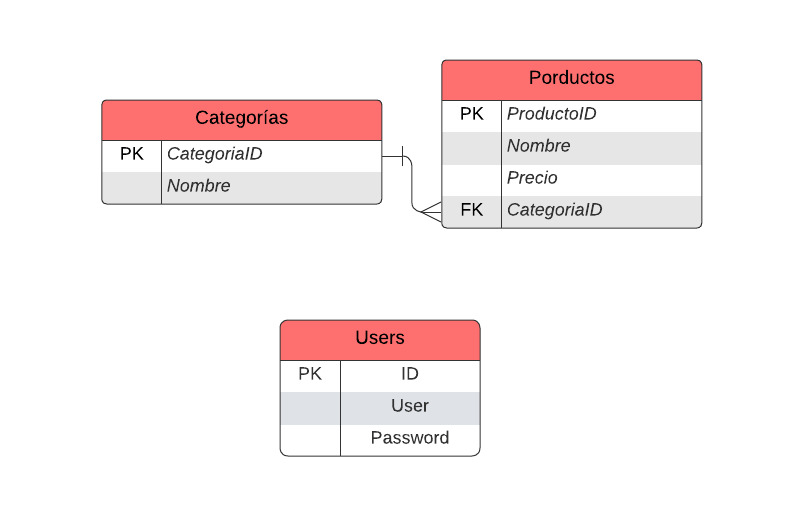 Categorías
PK CategoriaID
Nombre
Porductos
PK ProductoID
Nombre
Precio
FK CategoriaID
Users
PK ID
User
Password